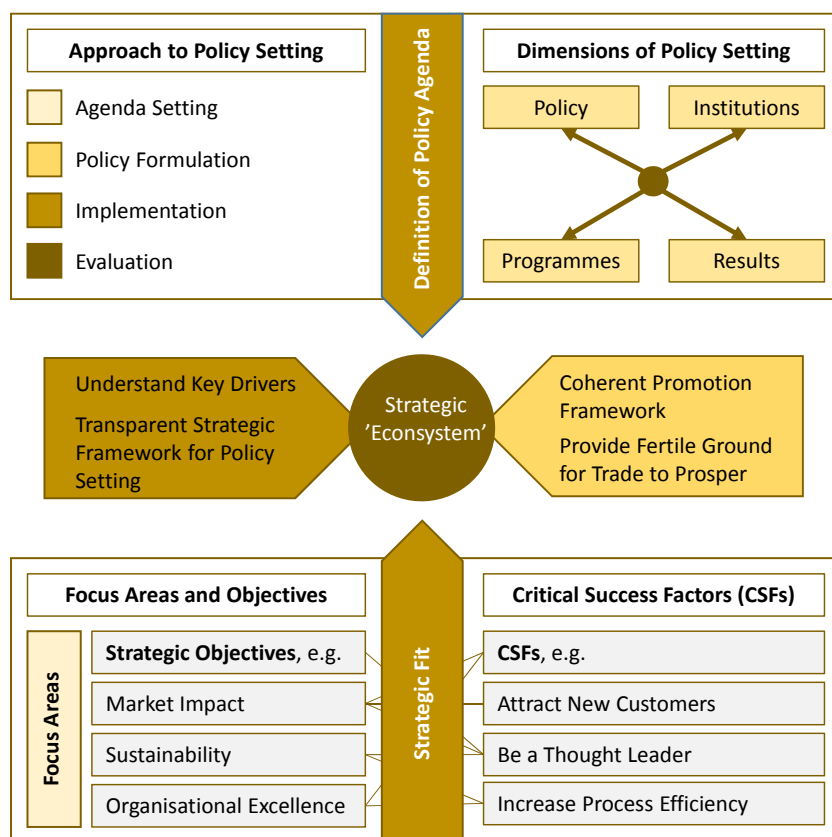 Approach to Policy Setting
Agenda Setting
Policy Formulation
Implementation
Evaluation
Definition of Policy Agenda
Dimensions of Policy Setting
Policy
Institutions
Programmes
Results
Understand Key Drivers
Transparent Strategic
Framework for Policy
Setting
Strategic
’Econsystem’
Coherent Promotion
Framework
Provide Fertile Ground
for Trade to Prosper
Focus Areas and Objectives
Focus Areas
Strategic Objectives, e.g.
Market Impact
Sustainability
Organisational Excellence
Strategic Fit
Critical Success Factors (CSFs)
CSFs, e.g.
Attract New Customers
Be a Thought Leader
Increase Process Efficiency